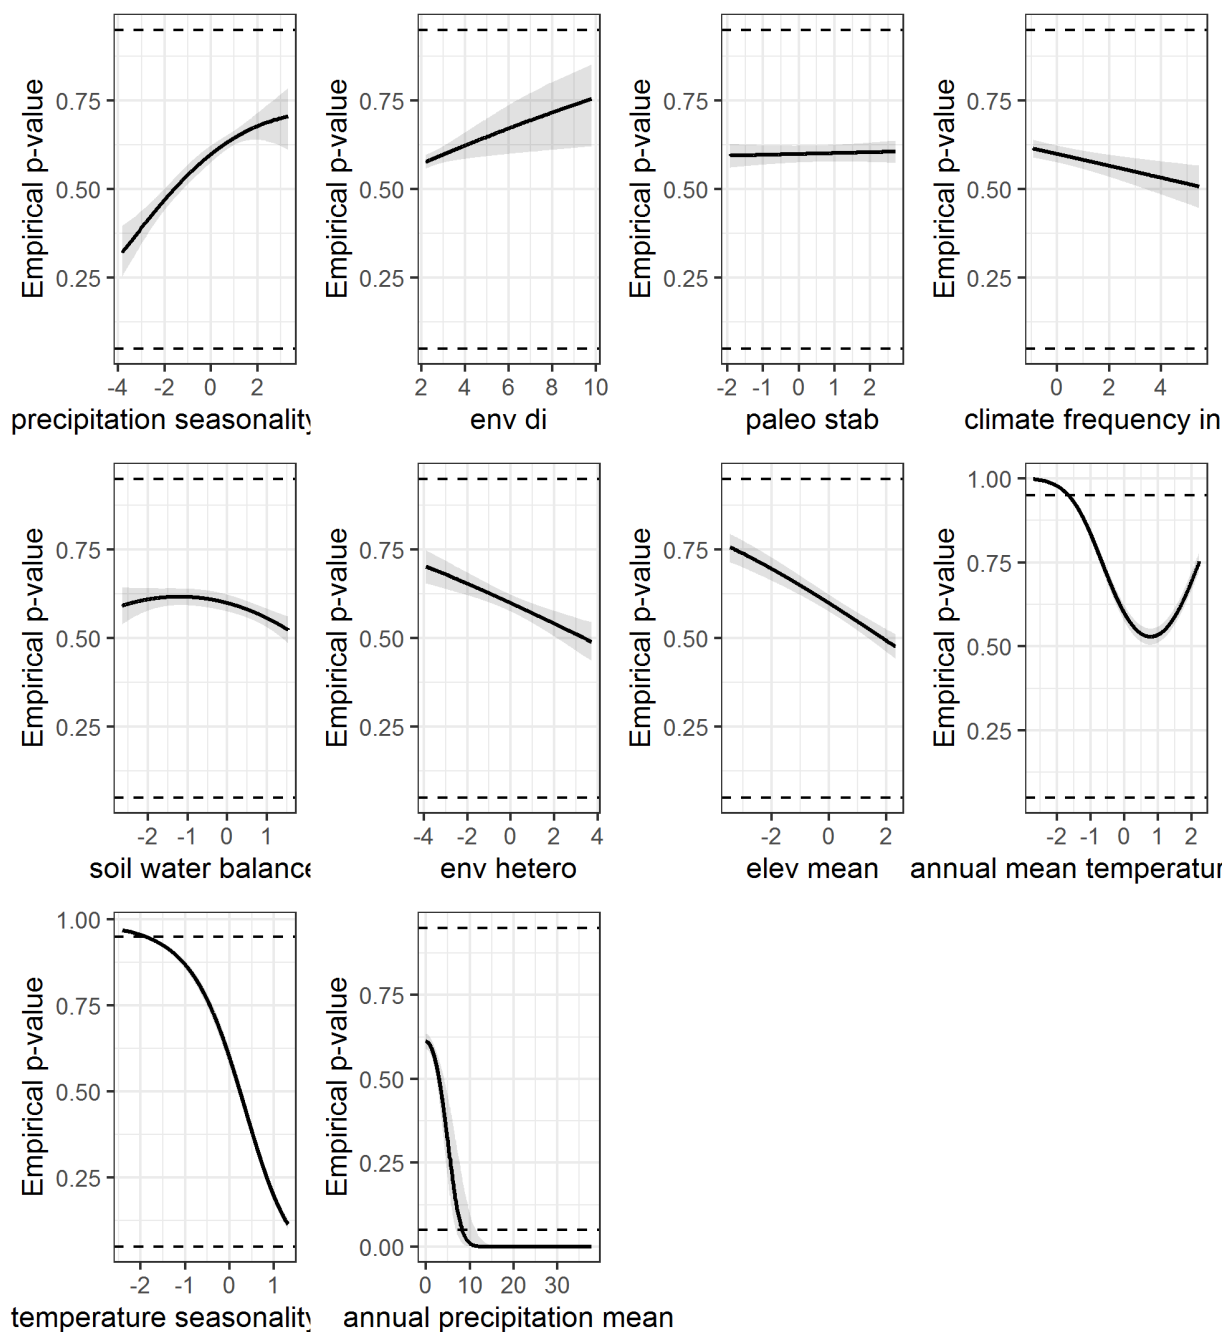 Empirical p-value
0.75
0.50
0.25
-4 -2 0 2
precipitation seasonality
Empirical p-value
0.75
0.50
0.25
2 4 6 8 10
env di
Empirical p-value
0.75
0.50
0.25
-2 -1 0 1 2
paleo stab
Empirical p-value
0.75
0.50
0.25
0 2 4
climate frequency in
Empirical p-value
0.75
0.50
0.25
-2 -1 0 1
soil water balance
Empirical p-value
0.75
0.50
0.25
-4 -2 0 2 4
env hetero
Empirical p-value
0.75
0.50
0.25
-2 0 2
elev mean
Empirical p-value
1.00
0.75
0.50
0.25
-2 -1 0 1 2
annual mean temperatur
Empirical p-value
1.00
0.75
0.50
0.25
-2 -1 0 1
temperature seasonality
Empirical p-value
0.75
0.50
0.25
0.00
0 10 20 30
annual precipitation mean